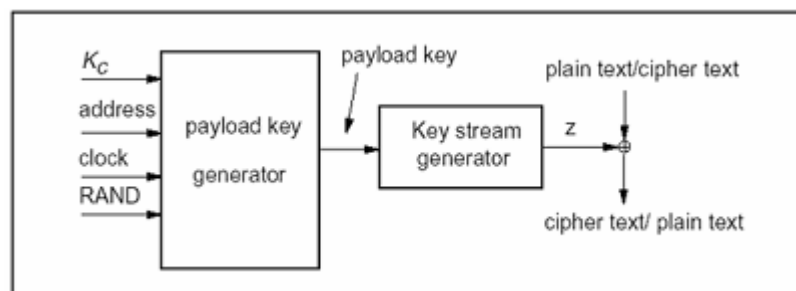 K_C
address
clock
RAND
payload key
generator
payload key
Key stream
generator
z
plain text/cipher text
cipher text/ plain text